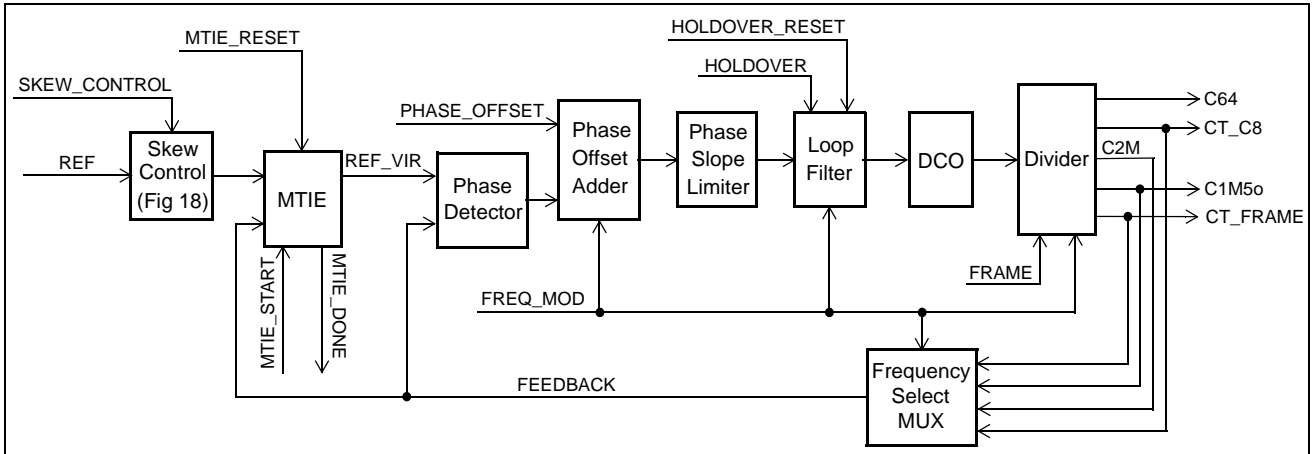 MTIE_RESET
HOLDOVER_RESET
HOLDOVER
SKEW_CONTROL
PHASE_OFFSET
REF
Skew
Control
(Fig 18)
MTIE
REF_VIR
Phase
Detector
Phase
Offset
Adder
Phase
Slope
Limiter
Loop
Filter
DCO
Divider
C64
CT_C8
C2M
C1M5o
CT_FRAME
MTIE_START
MTIE_DONE
FRAME
FREQ_MOD
FEEDBACK
Frequency
Select
MUX